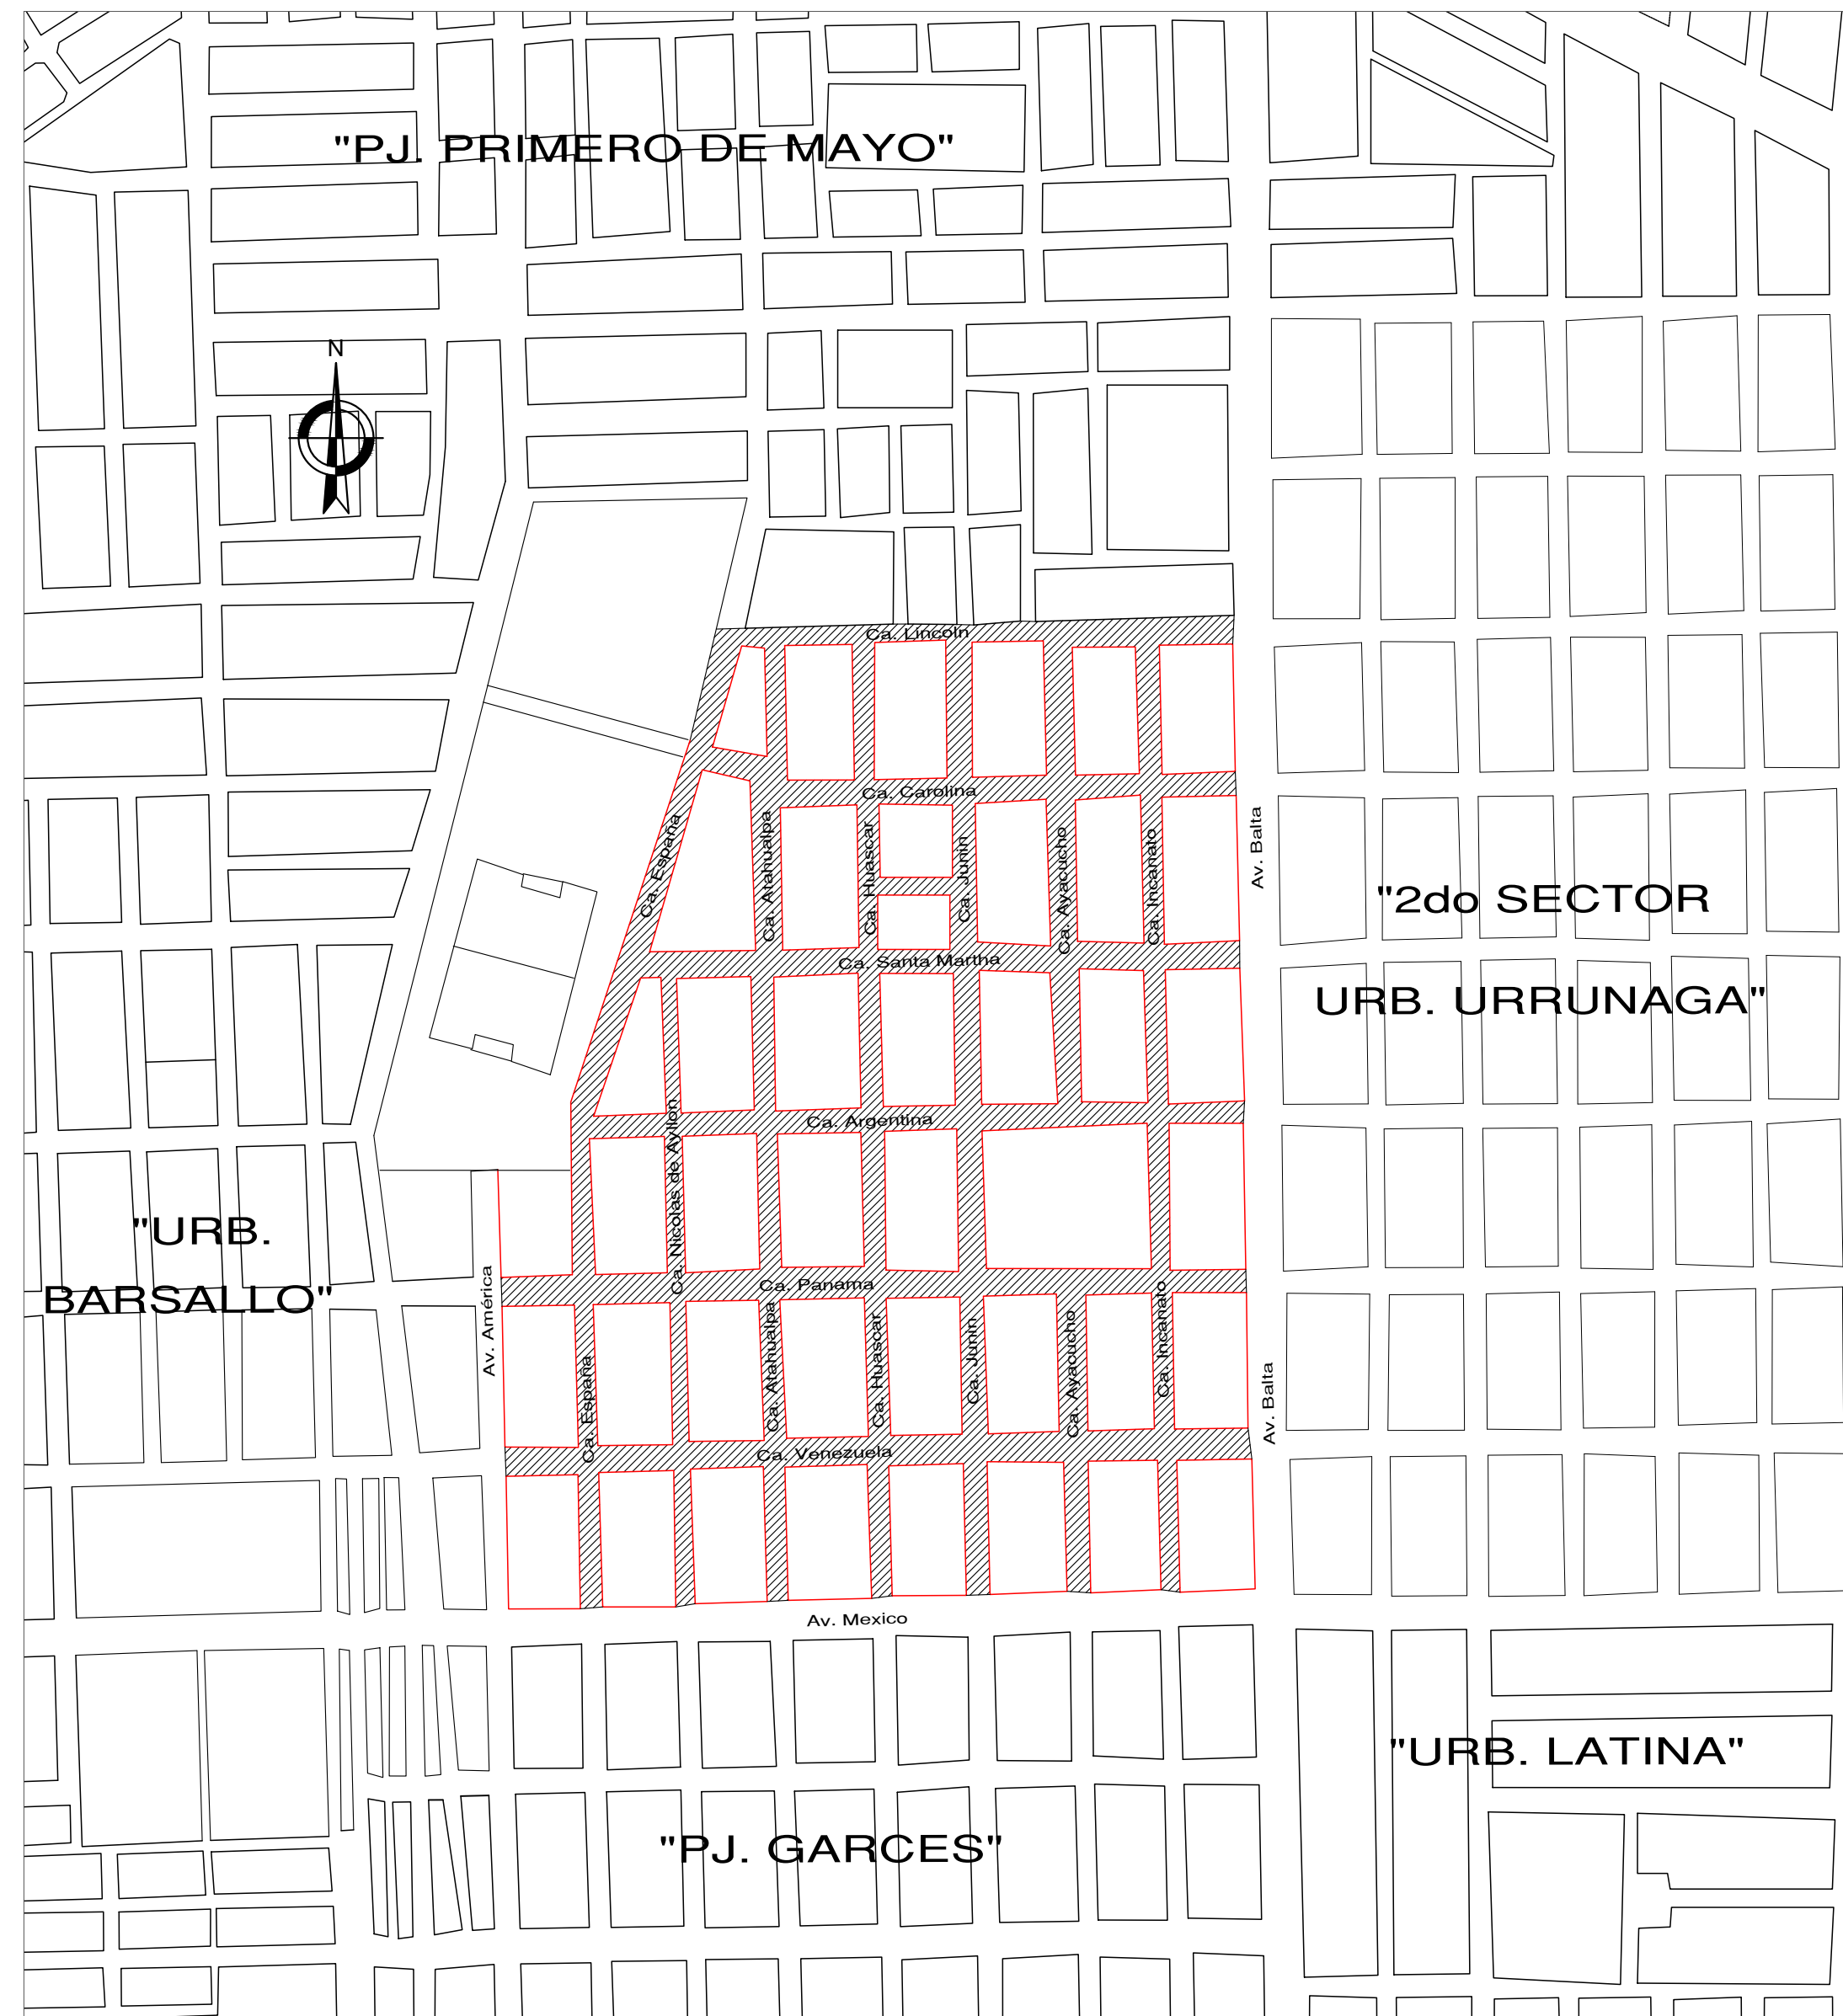 "PJ. PRIMERO DE MAYO"
N
Ca. Lincoln
Ca. Carolina
Ca. España
Ca. Atahualpa
Ca. Huascar
Ca. Junin
Ca. Ayacucho
Ca. Incanato
Av. Balta
"2do SECTOR
URB. URRUNAGA"
Ca. Santa Martha
Ca. Argentina
Ca. Nicolas de Ayllon
"URB.
BARSALLO"
Av. América
Ca. Panama
Ca. España
Ca. Atahualpa
Ca. Huascar
Ca. Junin
Ca. Ayacucho
Ca. Incanato
Av. Balta
Ca. Venezuela
Av. Mexico
"URB. LATINA"
"PJ. GARCES"